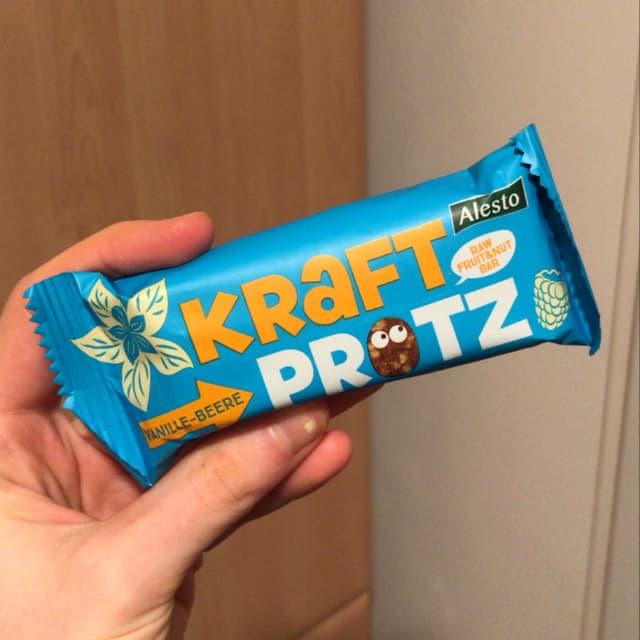 Alesto
KRaFT
RAW
FRUIT&NUT
BAR
PROTZ
VANILLE-BEERE